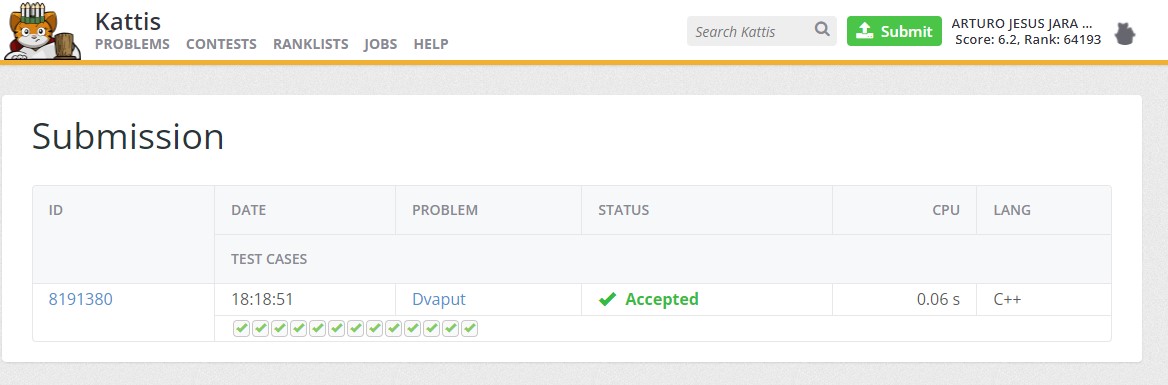 Kattis
PROBLEMS CONTESTS RANKLISTS JOBS HELP
Search Kattis
Submit
ARTURO JESUS JARA ...
Score: 6.2, Rank: 64193
Submission
ID DATE PROBLEM STATUS CPU LANG
TEST CASES
8191380 18:18:51 Dvaput Accepted 0.06 s C++